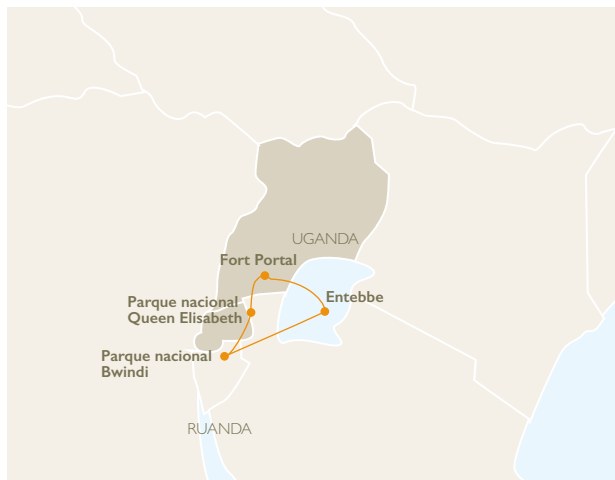 UGANDA
Fort Portal
Entebbe
Parque nacional
Queen Elisabeth
Parque nacional
Bwindi
RUANDA